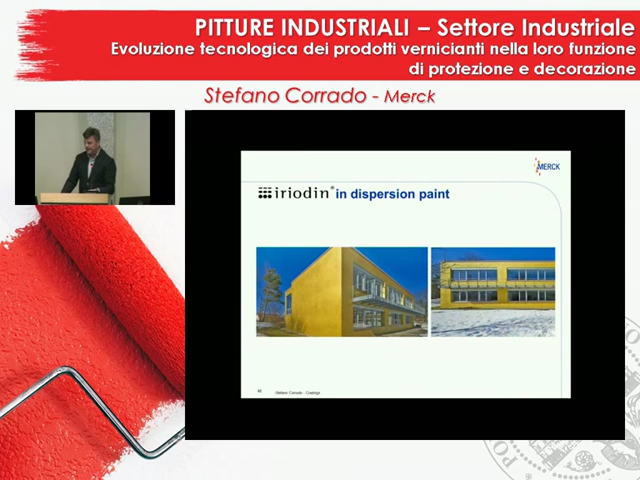 PITTURE INDUSTRIALI – Settore Industriale
Evoluzione tecnologica dei prodotti vernicianti nella loro funzione
di protezione e decorazione
Stefano Corrado - Merck
MERCK
iriodin® in dispersion paint
Stefano Corrado - Coatings